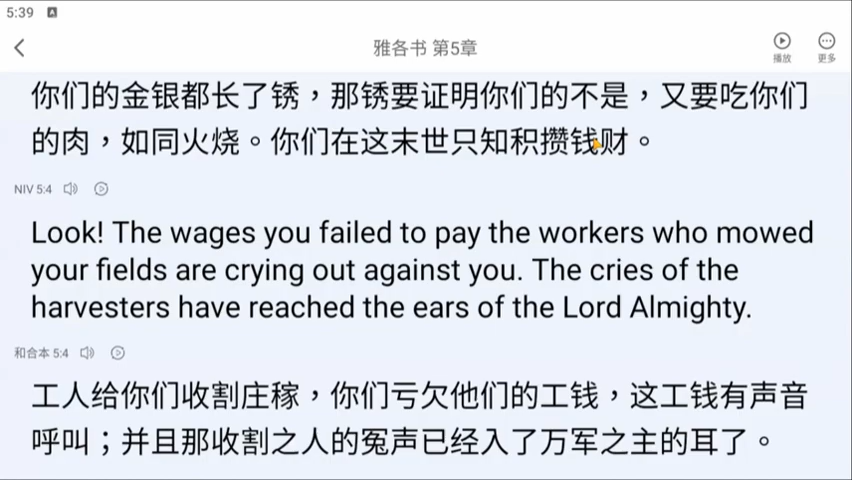 5:39 A
雅各书 第5章
播放 更多
你们的金银都长了锈，那锈要证明你们的不是，又要吃你们
的肉，如同火烧。你们在这末世只知积攒钱财。
NIV 5:4
Look! The wages you failed to pay the workers who mowed
your fields are crying out against you. The cries of the
harvesters have reached the ears of the Lord Almighty.
和合本 5:4
工人给你们收割庄稼，你们亏欠他们的工钱，这工钱有声音
呼叫；并且那收割之人的冤声已经入了万军之主的耳了。